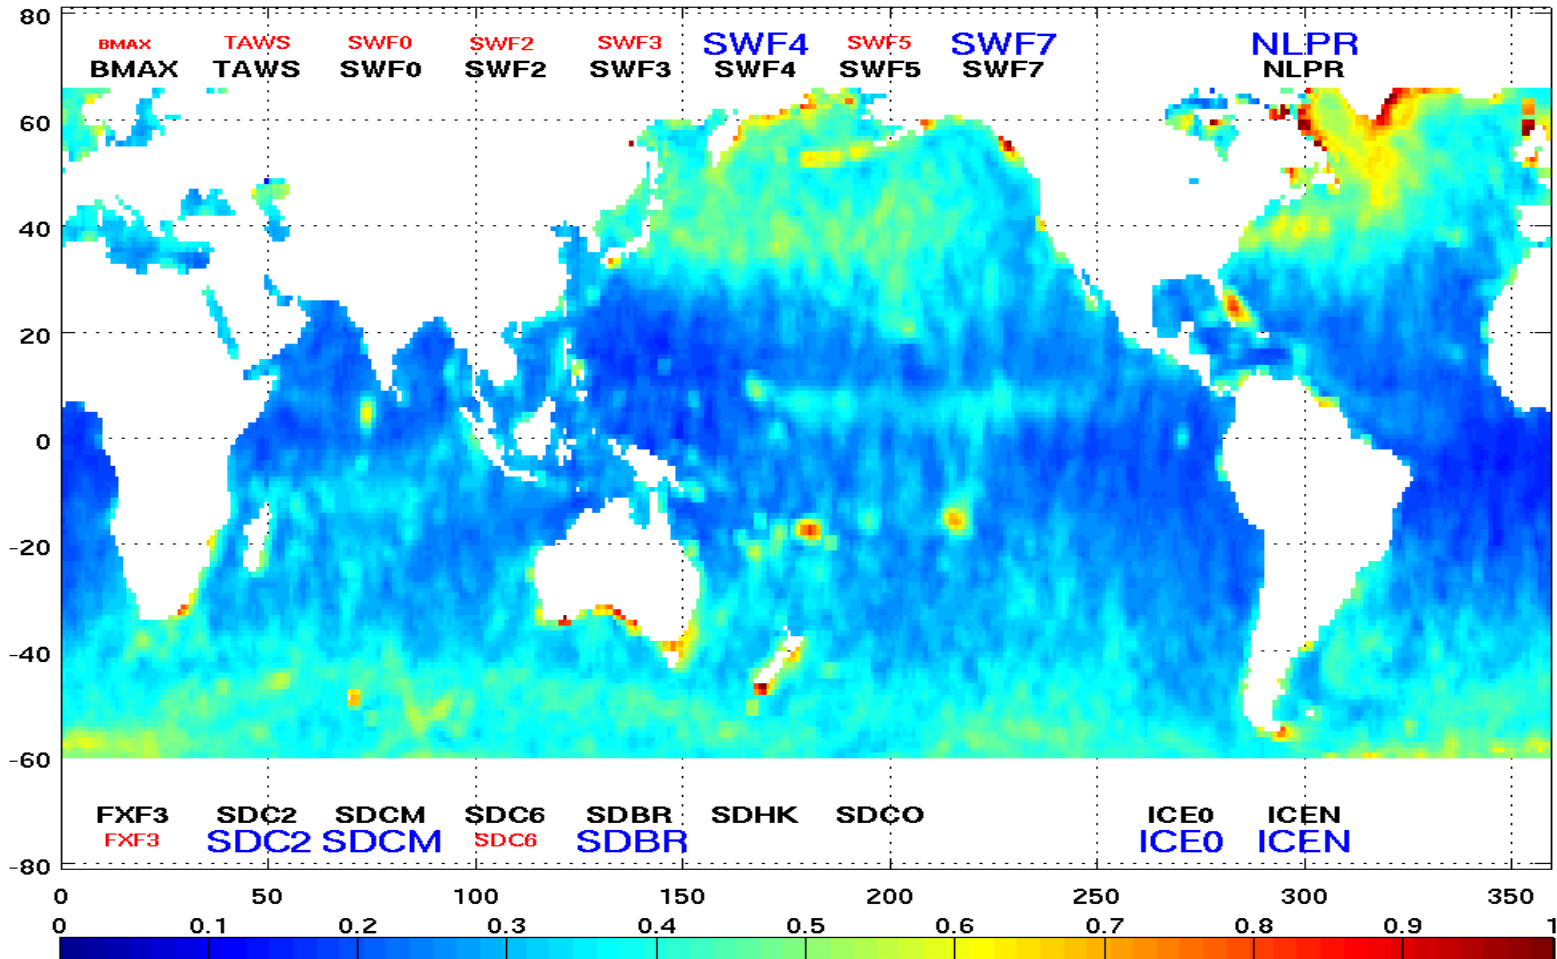 80
BMAX TAWS SWF0 SWF2 SWF3 SWF4 SWF5 SWF7 NLPR
BMAX TAWS SWF0 SWF2 SWF3 SWF4 SWF5 SWF7 NLPR
60
40
20
0
-20
-40
-60
FXF3 SDC2 SDCM SDC6 SDBR SDHK SDCO ICE0 ICEN
FXF3 SDC2 SDCM SDC6 SDBR ICE0 ICEN
-80
0 50 100 150 200 250 300 350
0 0.1 0.2 0.3 0.4 0.5 0.6 0.7 0.8 0.9 1